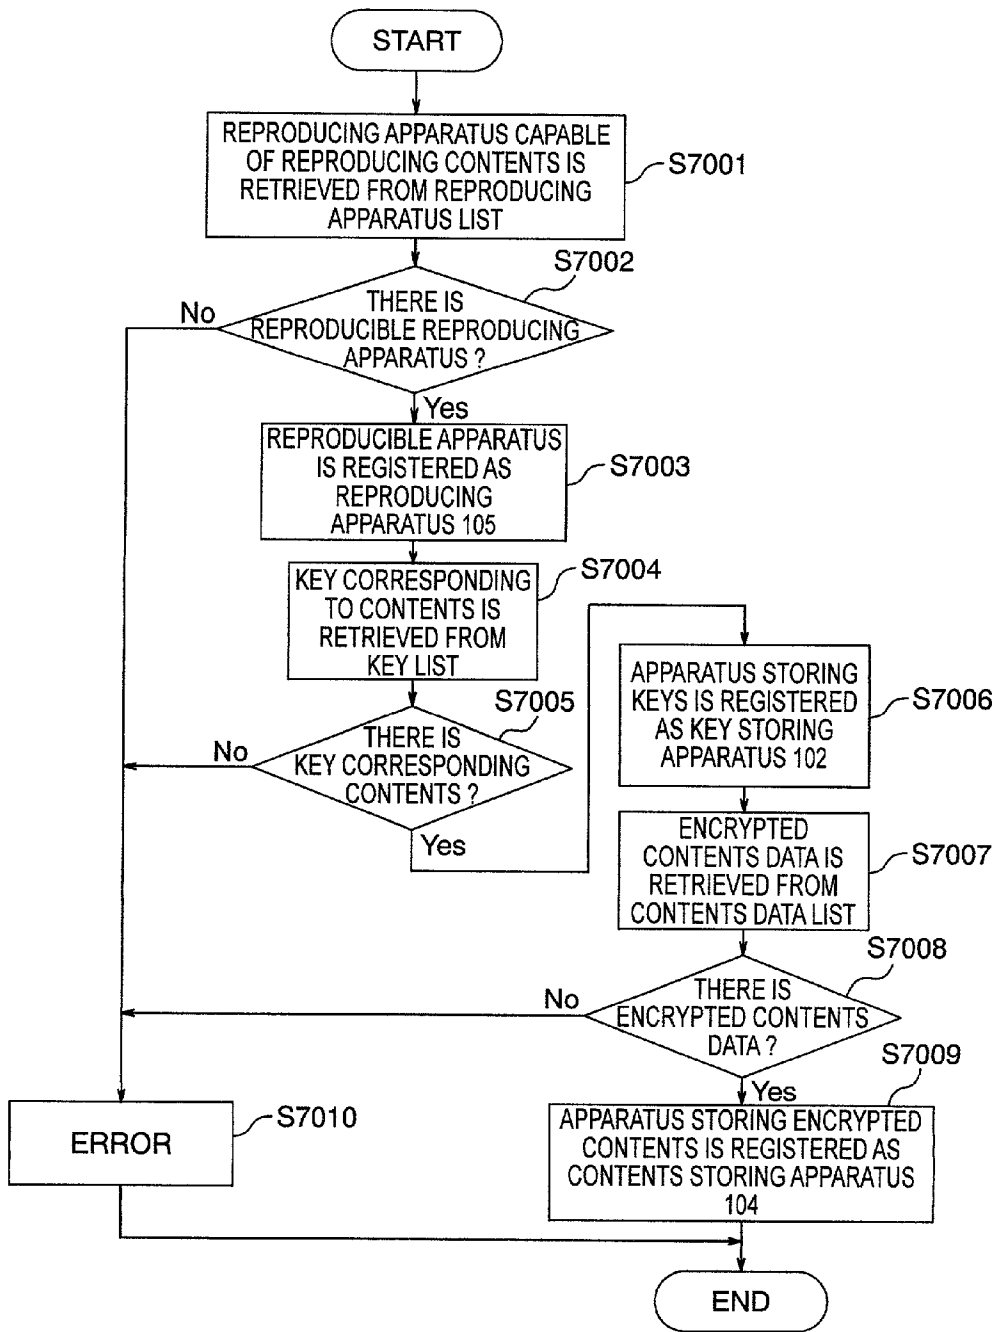 START
REPRODUCING APPARATUS CAPABLE
OF REPRODUCING CONTENTS IS
RETRIEVED FROM REPRODUCING
APPARATUS LIST
S7001
S7002
THERE IS
REPRODUCIBLE REPRODUCING
APPARATUS ?
No
Yes
REPRODUCIBLE APPARATUS
IS REGISTERED AS
REPRODUCING
APPARATUS 105
S7003
KEY CORRESPONDING
TO CONTENTS IS
RETRIEVED FROM
KEY LIST
S7004
S7005
THERE IS
KEY CORRESPONDING
CONTENTS ?
No
Yes
APPARATUS STORING
KEYS IS REGISTERED
AS KEY STORING
APPARATUS 102
S7006
ENCRYPTED
CONTENTS DATA IS
RETRIEVED FROM
CONTENTS DATA LIST
S7007
S7008
THERE IS
ENCRYPTED CONTENTS
DATA ?
No
Yes
S7009
APPARATUS STORING ENCRYPTED
CONTENTS IS REGISTERED AS
CONTENTS STORING APPARATUS
104
ERROR
S7010
END